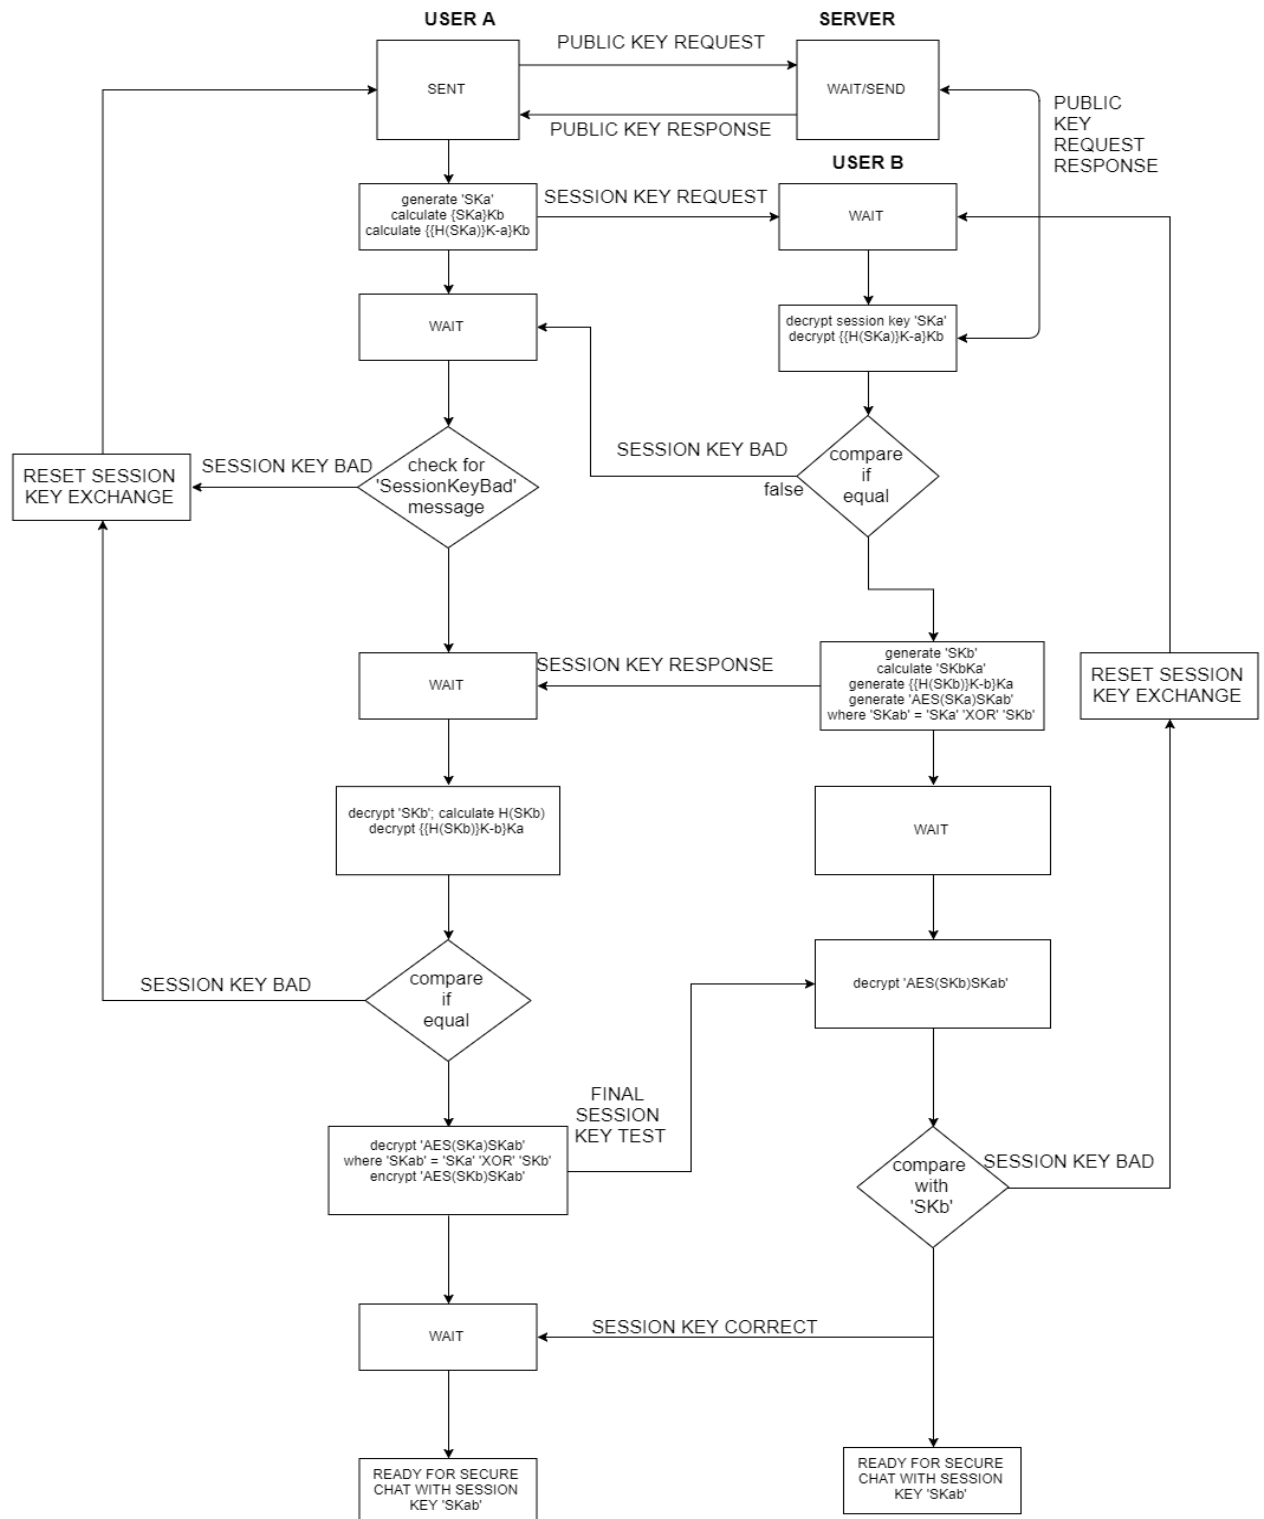 USER A
SERVER
PUBLIC KEY REQUEST
SENT
WAIT/SEND
PUBLIC KEY RESPONSE
PUBLIC
KEY
REQUEST
RESPONSE
USER B
generate 'SKa'
calculate {SKa}Kb
calculate {{H(SKa)}K-a}Kb
SESSION KEY REQUEST
WAIT
WAIT
decrypt session key 'SKa'
decrypt {{H(SKa)}K-a}Kb
SESSION KEY BAD
false
compare
if
equal
SESSION KEY BAD
check for
'SessionKeyBad'
message
RESET SESSION
KEY EXCHANGE
SESSION KEY RESPONSE
WAIT
generate 'SKb'
calculate 'SKbKa'
generate {{H(SKb)}K-b}Ka
generate 'AES(SKa)SKab'
where 'SKab' = 'SKa' 'XOR' 'SKb'
RESET SESSION
KEY EXCHANGE
decrypt 'SKb'; calculate H(SKb)
decrypt {{H(SKb)}K-b}Ka
WAIT
SESSION KEY BAD
compare
if
equal
decrypt 'AES(SKb)SKab'
FINAL
SESSION
KEY TEST
decrypt 'AES(SKa)SKab'
where 'SKab' = 'SKa' 'XOR' 'SKb'
encrypt 'AES(SKb)SKab'
compare
with
'SKb'
SESSION KEY BAD
WAIT
SESSION KEY CORRECT
READY FOR SECURE
CHAT WITH SESSION
KEY 'SKab'
READY FOR SECURE
CHAT WITH SESSION
KEY 'SKab'